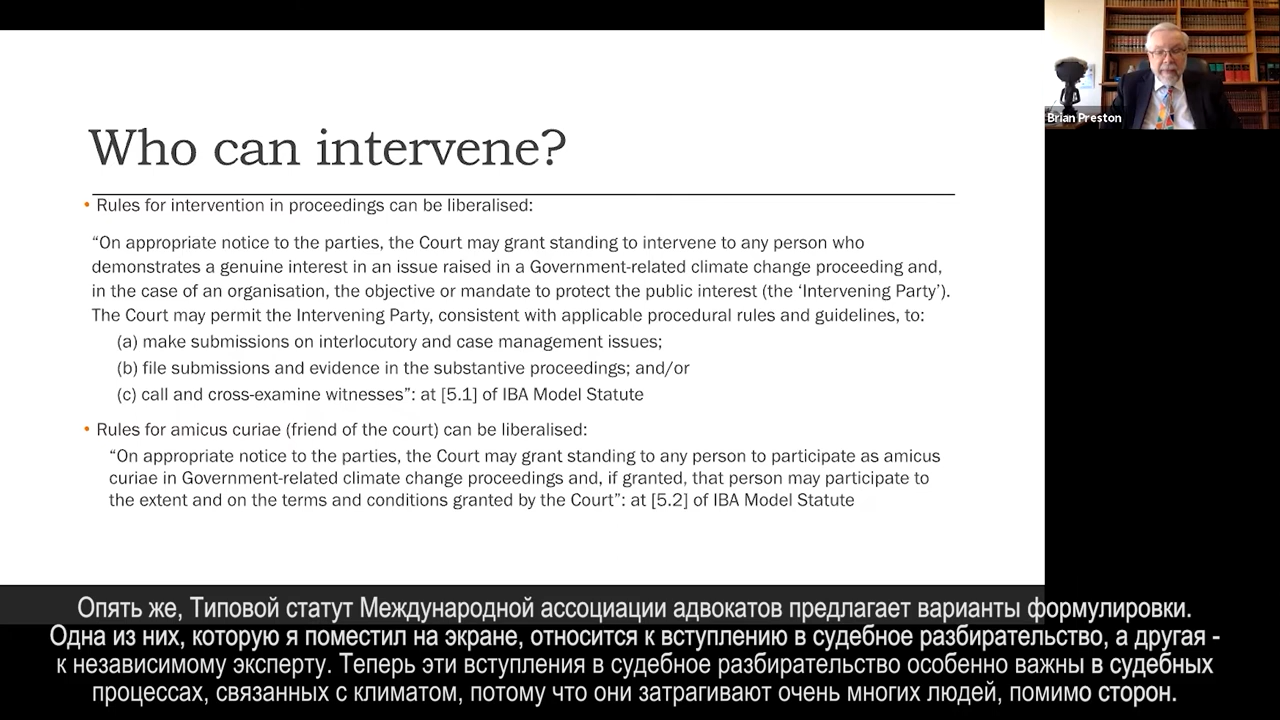 Who can intervene?
• Rules for intervention in proceedings can be liberalised:
“On appropriate notice to the parties, the Court may grant standing to intervene to any person who
demonstrates a genuine interest in an issue raised in a Government-related climate change proceeding and,
in the case of an organisation, the objective or mandate to protect the public interest (the ‘Intervening Party’).
The Court may permit the Intervening Party, consistent with applicable procedural rules and guidelines, to:
(a) make submissions on interlocutory and case management issues;
(b) file submissions and evidence in the substantive proceedings; and/or
(c) call and cross-examine witnesses”: at [5.1] of IBA Model Statute
• Rules for amicus curiae (friend of the court) can be liberalised:
“On appropriate notice to the parties, the Court may grant standing to any person to participate as amicus
curiae in Government-related climate change proceedings and, if granted, that person may participate to
the extent and on the terms and conditions granted by the Court”: at [5.2] of IBA Model Statute
Brian Preston
Опять же, Типовой статут Международной ассоциации адвокатов предлагает варианты формулировки.
Одна из них, которую я поместил на экране, относится к вступлению в судебное разбирательство, а другая -
к независимому эксперту. Теперь эти вступления в судебное разбирательство особенно важны в судебных
процессах, связанных с климатом, потому что они затрагивают очень многих людей, помимо сторон.